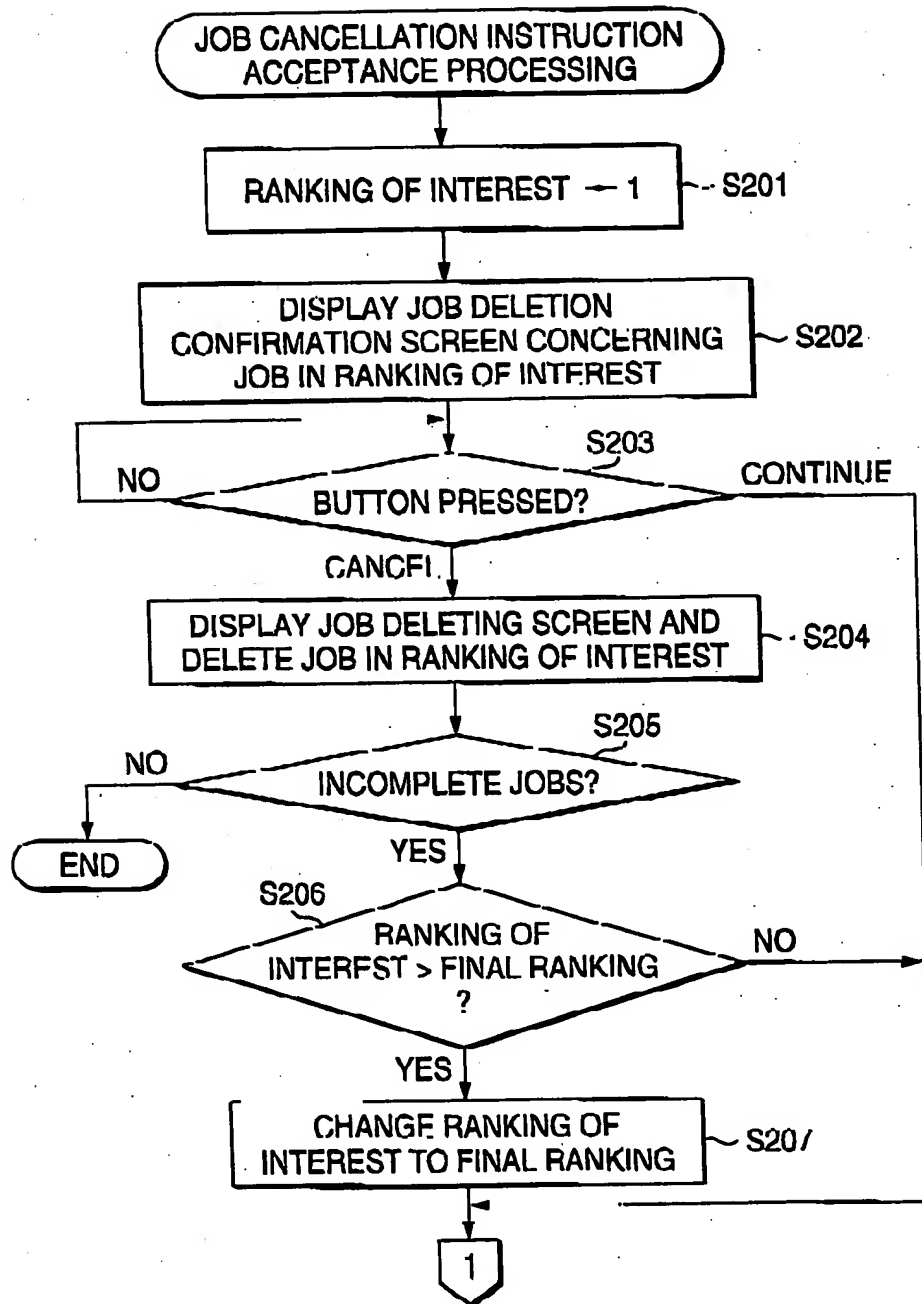 JOB CANCELLATION INSTRUCTION
ACCEPTANCE PROCESSING
RANKING OF INTEREST ← 1
S201
DISPLAY JOB DELETION
CONFIRMATION SCREEN CONCERNING
JOB IN RANKING OF INTEREST
S202
S203
NO
BUTTON PRESSED?
CONTINUE
CANCEL
DISPLAY JOB DELETING SCREEN AND
DELETE JOB IN RANKING OF INTEREST
S204
S205
NO
INCOMPLETE JOBS?
END
YES
S206
RANKING OF
INTEREST > FINAL RANKING
?
NO
YES
CHANGE RANKING OF
INTEREST TO FINAL RANKING
S207
1